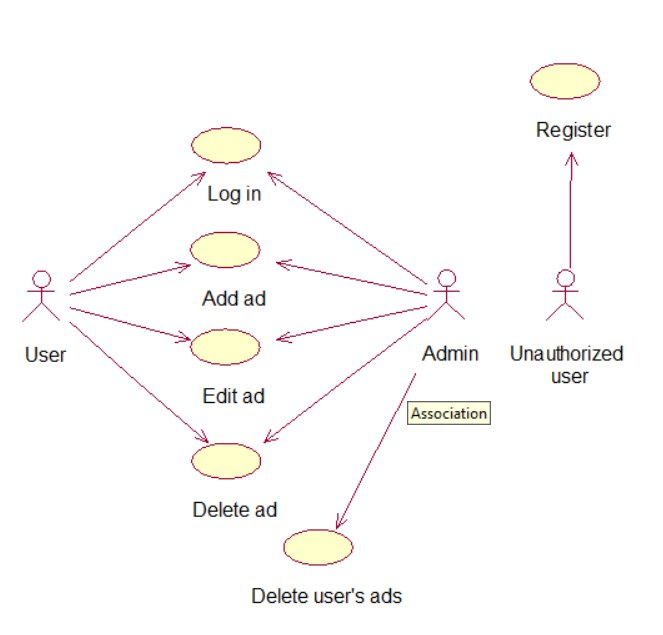 Register
Log in
Add ad
User
Admin
Unauthorized
user
Edit ad
Association
Delete ad
Delete user's ads